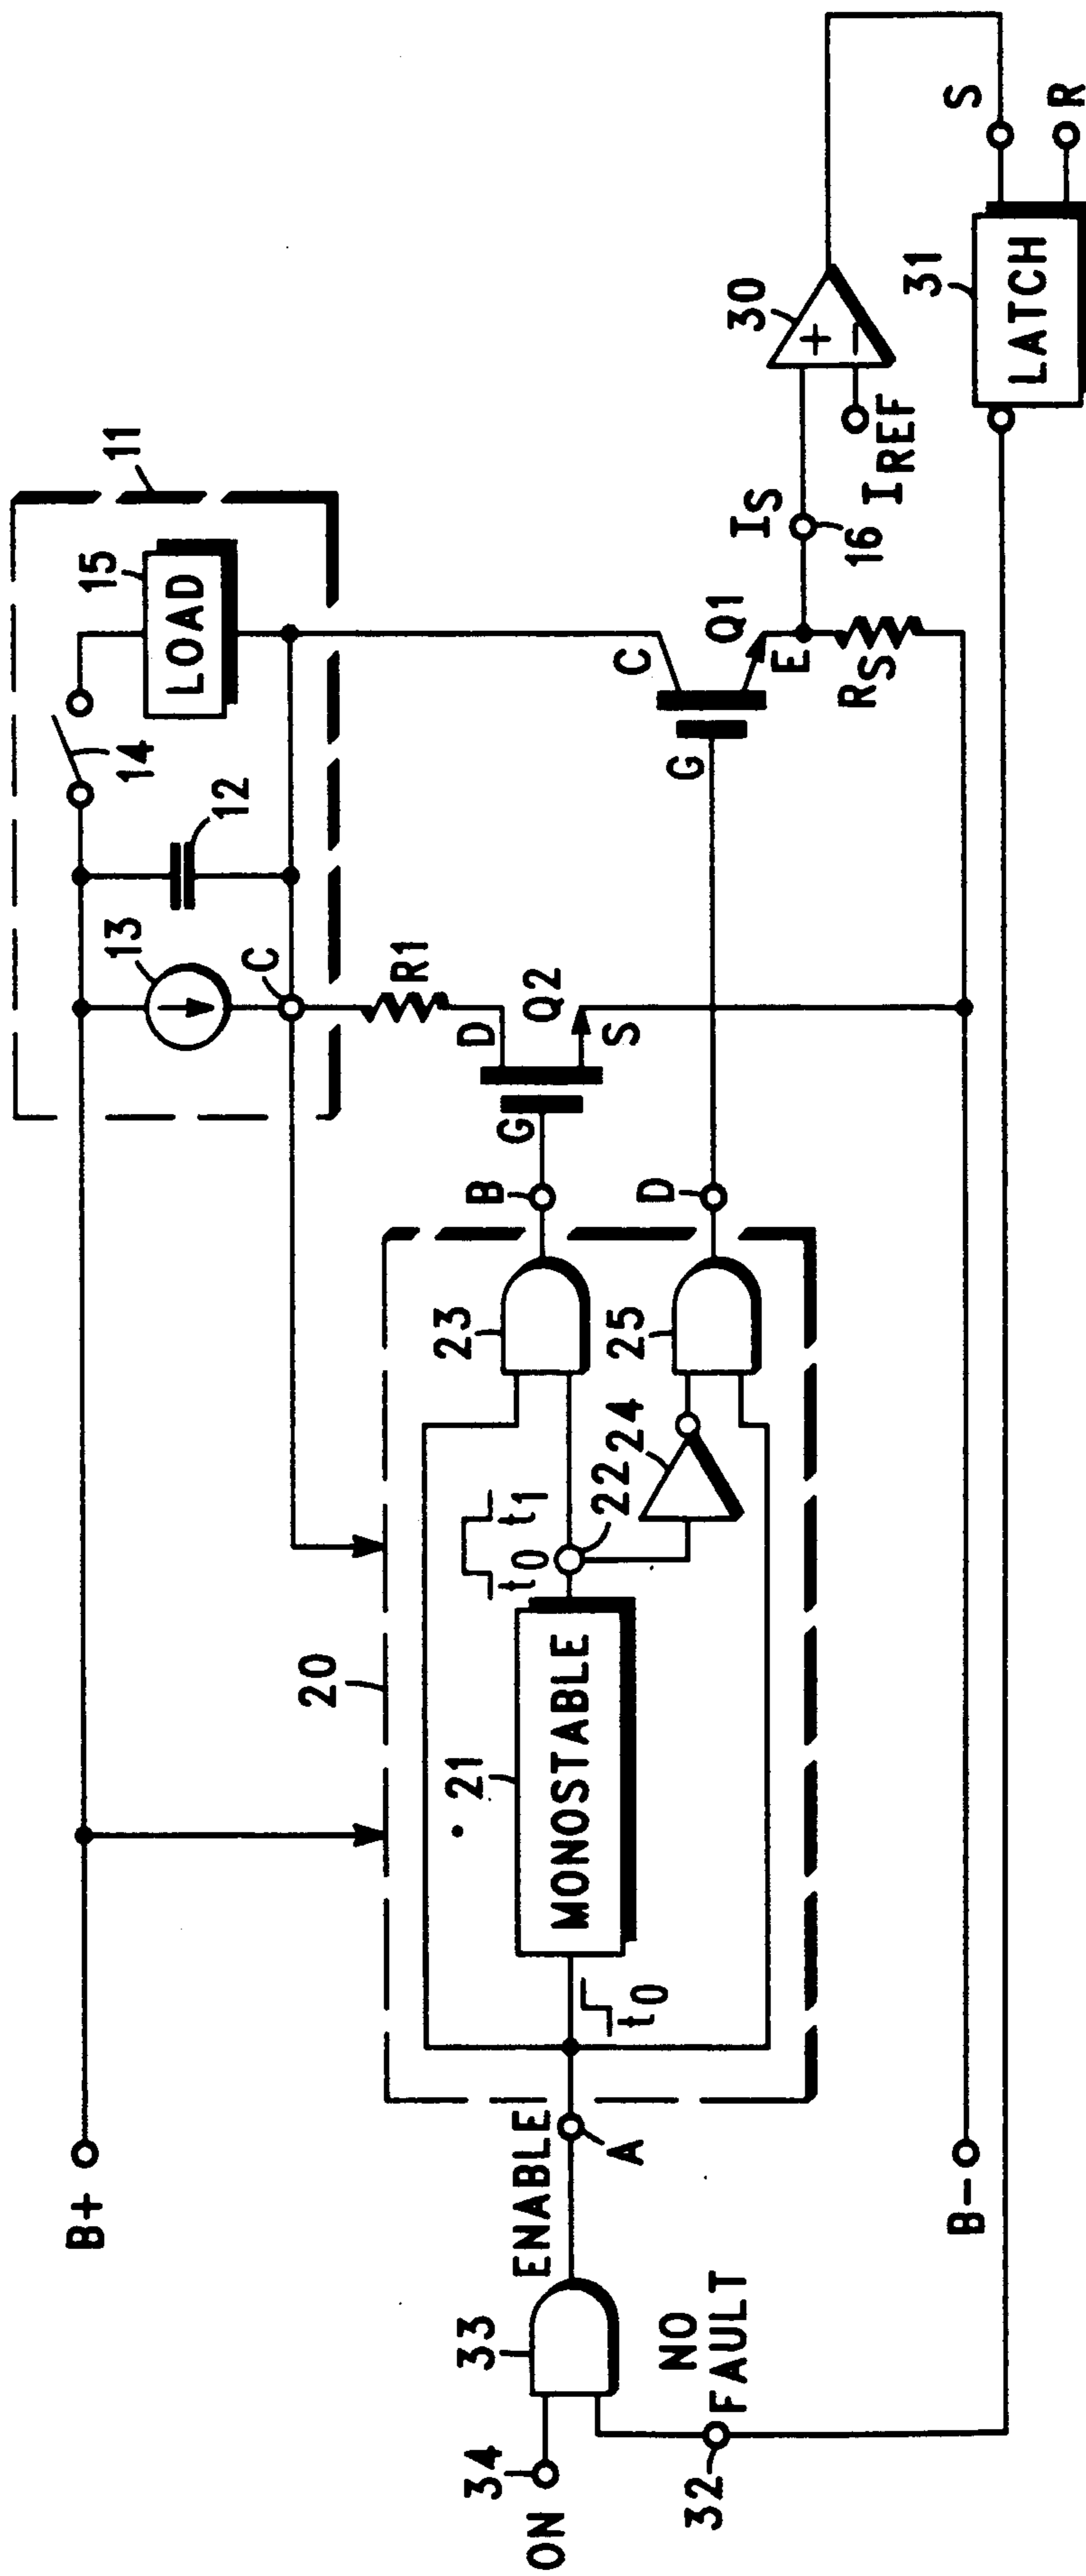 B+
13
12
14
15
LOAD
11
C
R1
20
21
MONOSTABLE
t0
t0 t1
22
23
24
25
B
D
G
D
Q2
S
G
C
Q1
E
RS
IS
16
IREF
30
+
−
S
R
31
LATCH
34
ON
33
ENABLE
A
32
NO
FAULT
B−